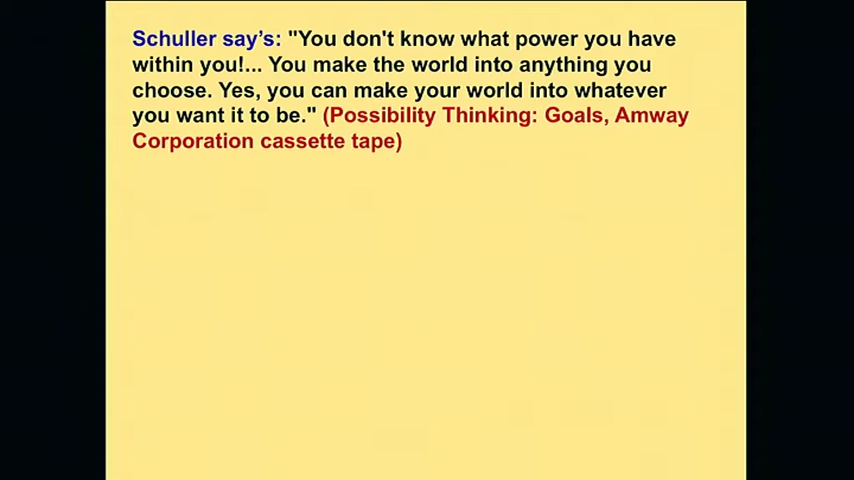 Schuller say’s: "You don't know what power you have
within you!... You make the world into anything you
choose. Yes, you can make your world into whatever
you want it to be." (Possibility Thinking: Goals, Amway
Corporation cassette tape)